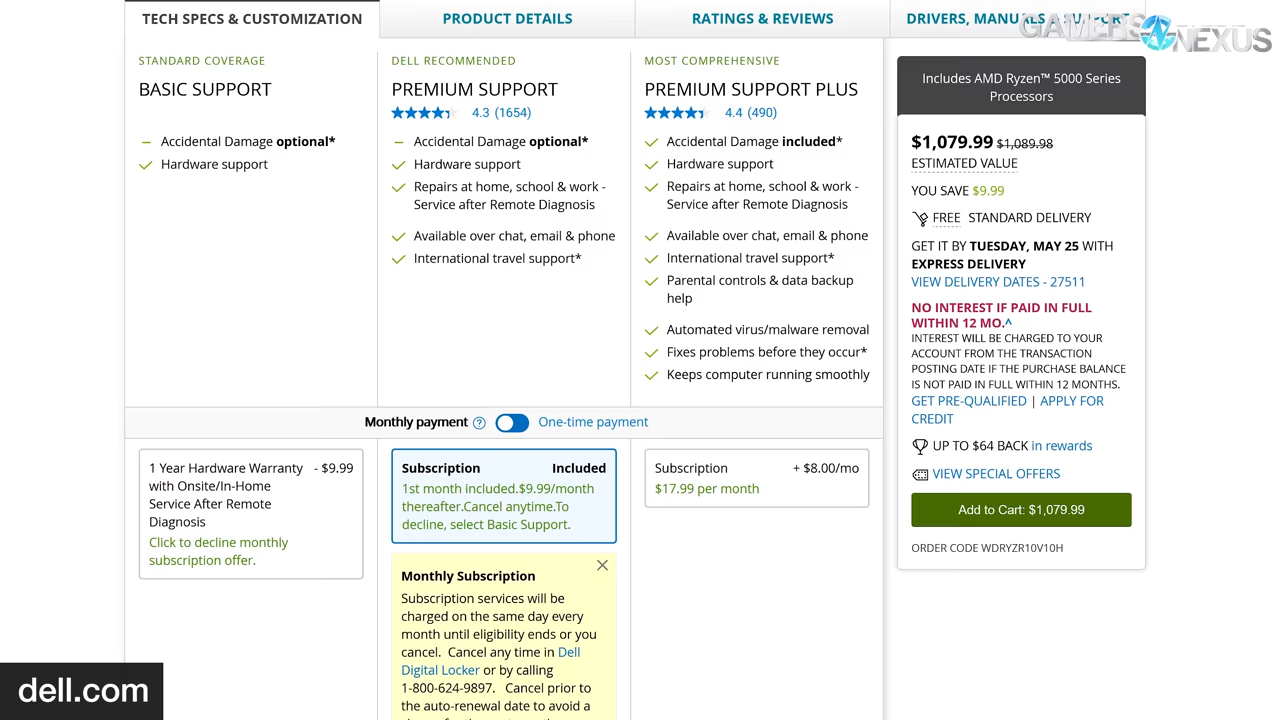 TECH SPECS & CUSTOMIZATION
PRODUCT DETAILS
RATINGS & REVIEWS
DRIVERS, MANUALS & SUPPORT
GAMERS NEXUS
STANDARD COVERAGE
BASIC SUPPORT
Accidental Damage optional*
Hardware support
DELL RECOMMENDED
PREMIUM SUPPORT
4.3 (1654)
Accidental Damage optional*
Hardware support
Repairs at home, school & work -
Service after Remote Diagnosis
Available over chat, email & phone
International travel support*
MOST COMPREHENSIVE
PREMIUM SUPPORT PLUS
4.4 (490)
Accidental Damage included*
Hardware support
Repairs at home, school & work -
Service after Remote Diagnosis
Available over chat, email & phone
International travel support*
Parental controls & data backup
help
Automated virus/malware removal
Fixes problems before they occur*
Keeps computer running smoothly
Monthly payment ? One-time payment
1 Year Hardware Warranty - $9.99
with Onsite/In-Home
Service After Remote
Diagnosis
Click to decline monthly
subscription offer.
Subscription Included
1st month included.$9.99/month
thereafter.Cancel anytime.To
decline, select Basic Support.
Monthly Subscription
Subscription services will be
charged on the same day every
month until eligibility ends or you
cancel. Cancel any time in Dell
Digital Locker or by calling
1-800-624-9897. Cancel prior to
the auto-renewal date to avoid a
Subscription + $8.00/mo
$17.99 per month
Includes AMD Ryzen™ 5000 Series
Processors
$1,079.99 $1,089.98
ESTIMATED VALUE
YOU SAVE $9.99
FREE STANDARD DELIVERY
GET IT BY TUESDAY, MAY 25 WITH
EXPRESS DELIVERY
VIEW DELIVERY DATES - 27511
NO INTEREST IF PAID IN FULL
WITHIN 12 MO.^
INTEREST WILL BE CHARGED TO YOUR
ACCOUNT FROM THE TRANSACTION
POSTING DATE IF THE PURCHASE BALANCE
IS NOT PAID IN FULL WITHIN 12 MONTHS.
GET PRE-QUALIFIED | APPLY FOR
CREDIT
UP TO $64 BACK in rewards
VIEW SPECIAL OFFERS
Add to Cart: $1,079.99
ORDER CODE WDRYZR10V10H
dell.com